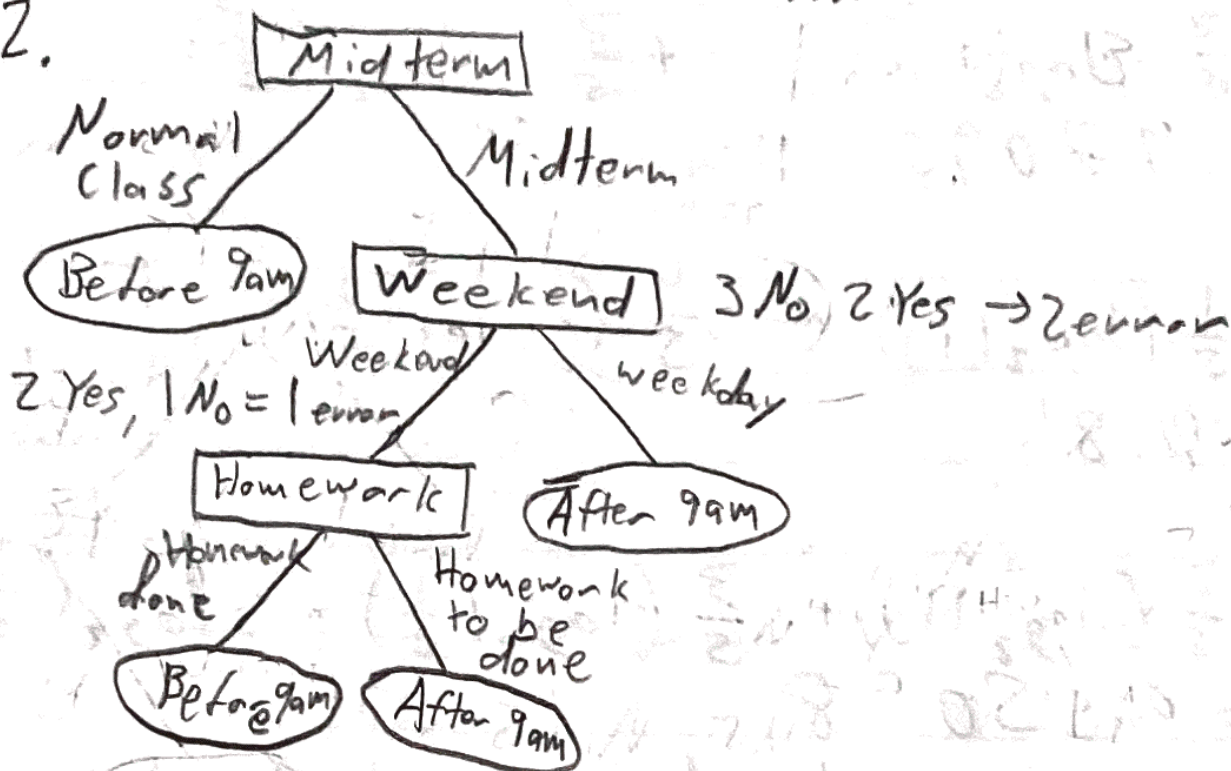 2.
Midterm
Normal
Class
Midterm
Before 9am
Weekend
3 No, 2 Yes → 2 error
Weekend
weekday
2 Yes, 1 No = 1 error
Homework
After 9am
Homework
done
Homework
to be
done
Before 9am
After 9am